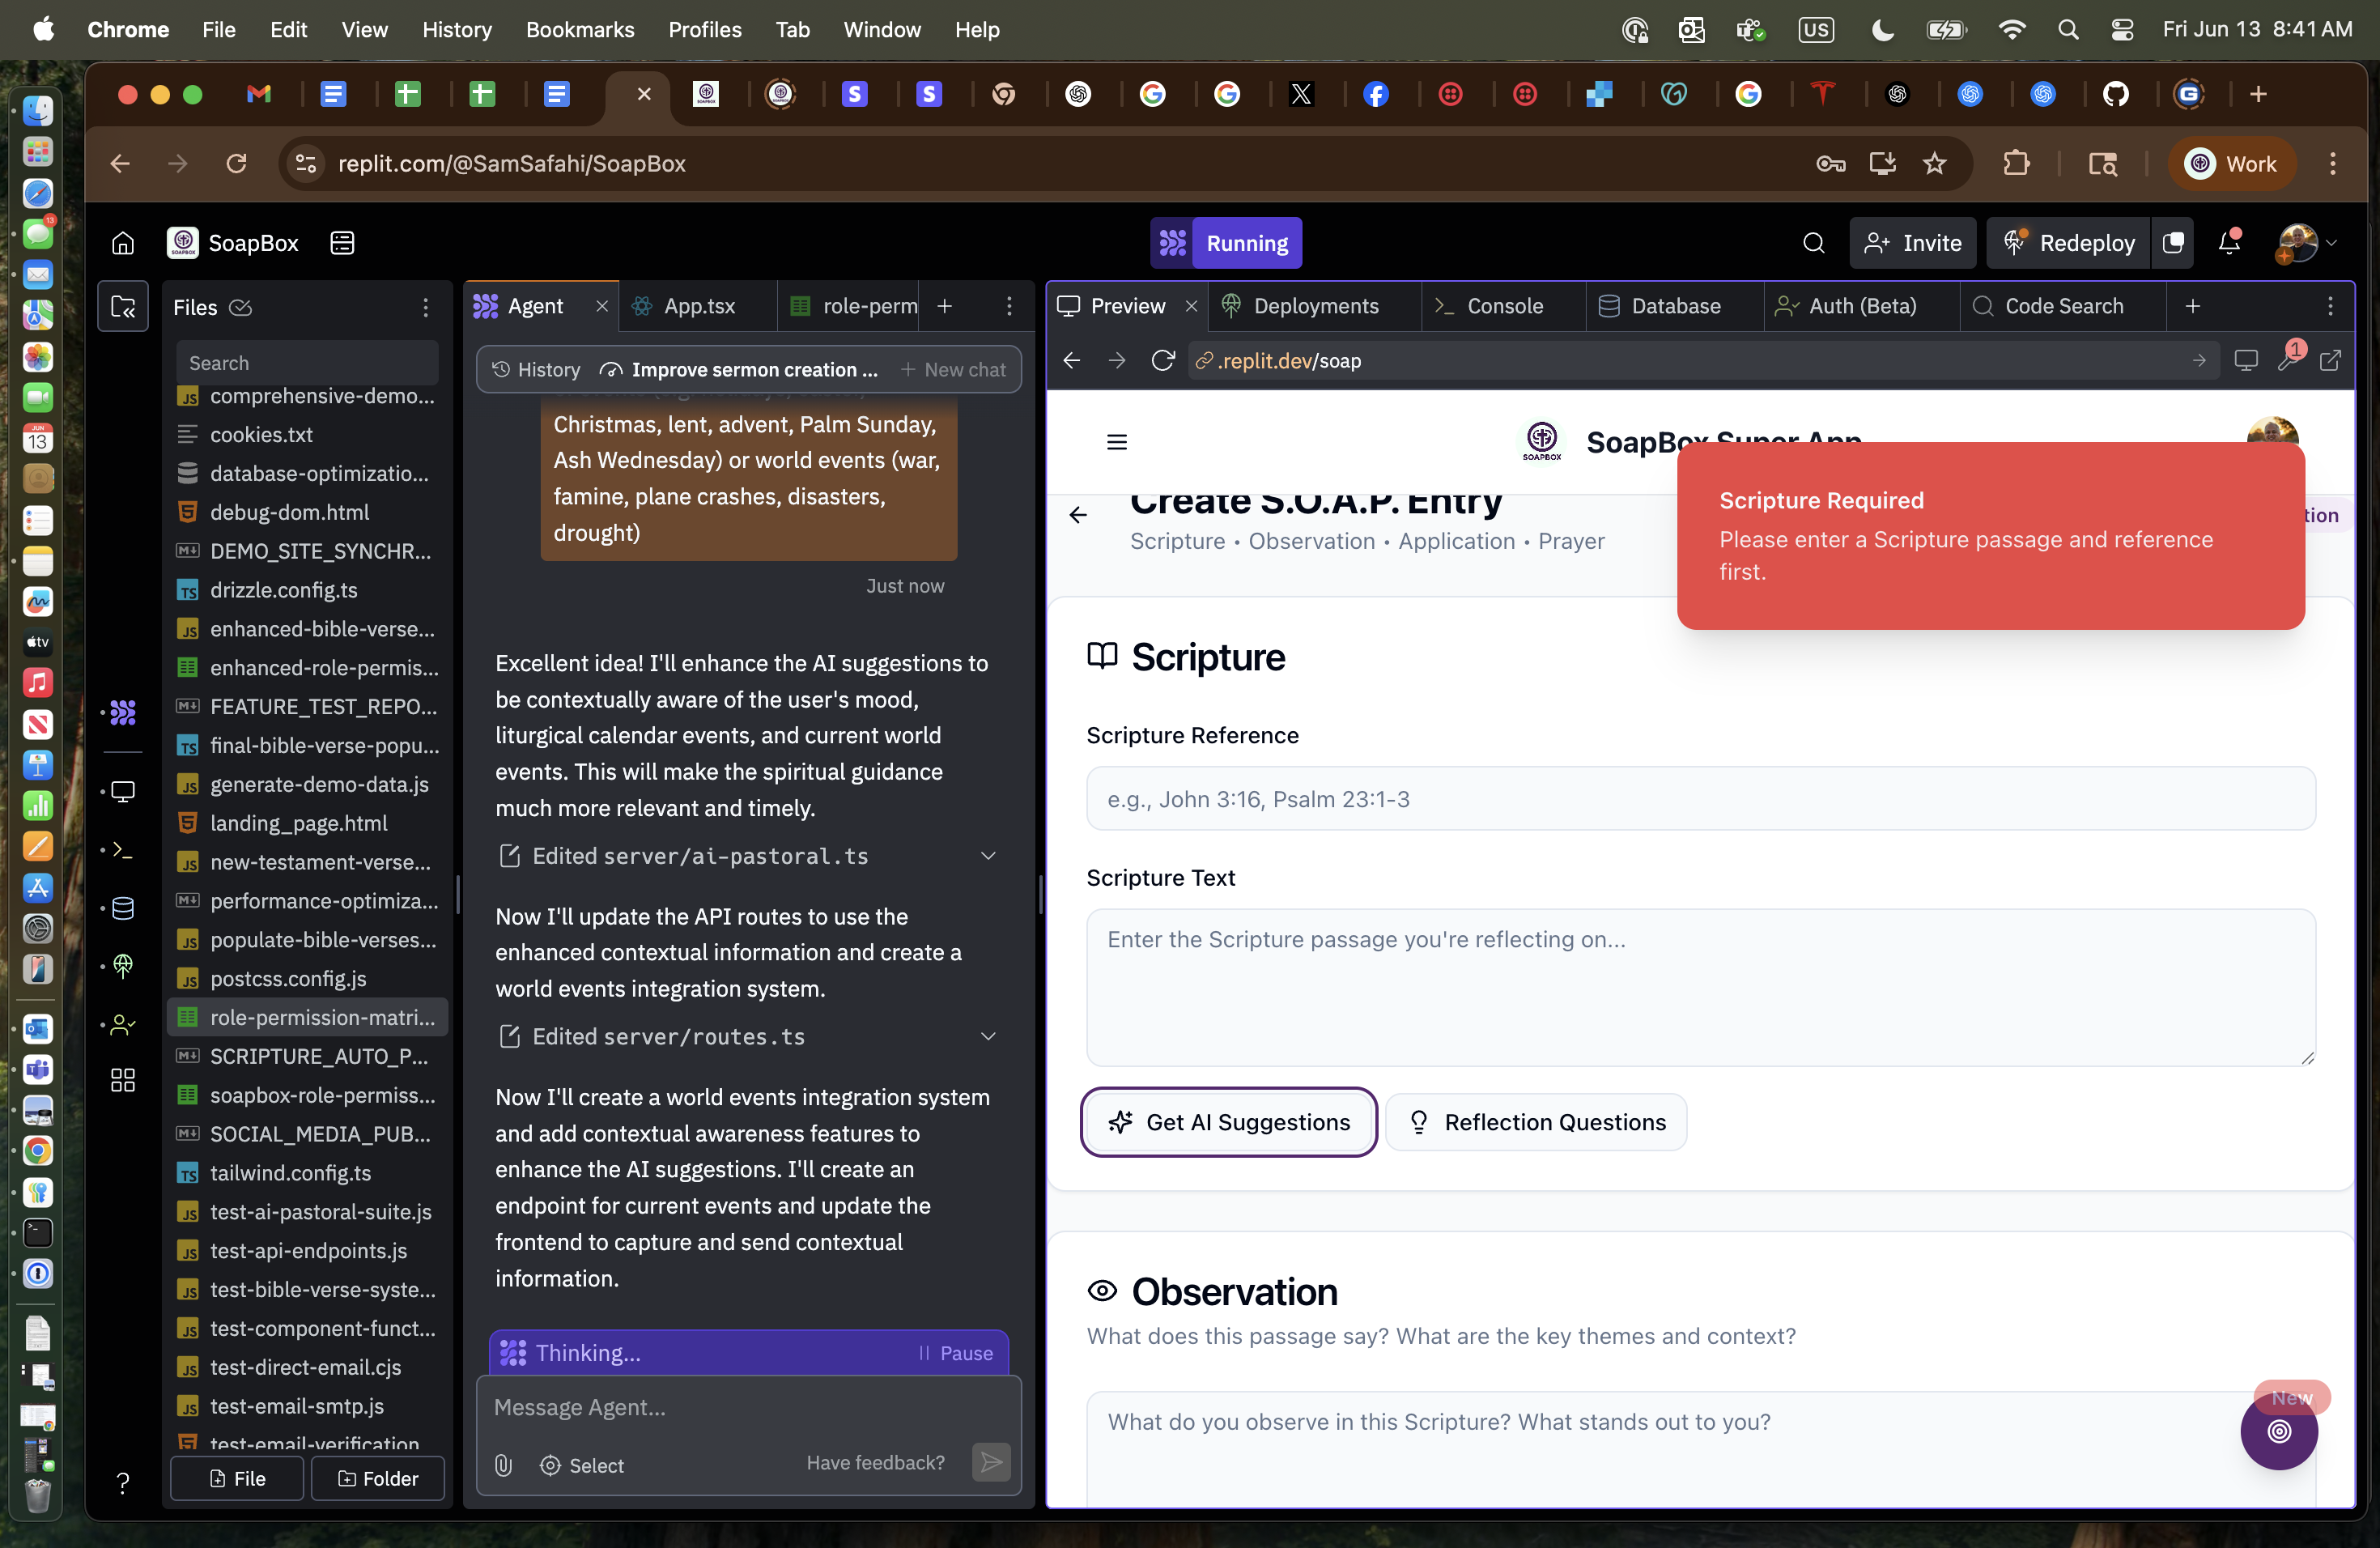 Chrome File Edit View History Bookmarks Profiles Tab Window Help
US
Fri Jun 13 8:41 AM
replit.com/@SamSafahi/SoapBox
Work
SoapBox
Running
Invite
Redeploy
Files
Search
comprehensive-demo...
cookies.txt
database-optimizatio...
debug-dom.html
DEMO_SITE_SYNCHR...
drizzle.config.ts
enhanced-bible-verse...
enhanced-role-permis...
FEATURE_TEST_REPO...
final-bible-verse-popu...
generate-demo-data.js
landing_page.html
new-testament-verse...
performance-optimiza...
populate-bible-verses...
postcss.config.js
role-permission-matri...
SCRIPTURE_AUTO_P...
soapbox-role-permiss...
SOCIAL_MEDIA_PUB...
tailwind.config.ts
test-ai-pastoral-suite.js
test-api-endpoints.js
test-bible-verse-syste...
test-component-funct...
test-direct-email.cjs
test-email-smtp.js
test-email-verification
File
Folder
Agent
App.tsx
role-perm
History
Improve sermon creation ...
New chat
Christmas, lent, advent, Palm Sunday,
Ash Wednesday) or world events (war,
famine, plane crashes, disasters,
drought)
Just now
Excellent idea! I'll enhance the AI suggestions to
be contextually aware of the user's mood,
liturgical calendar events, and current world
events. This will make the spiritual guidance
much more relevant and timely.
Edited server/ai-pastoral.ts
Now I'll update the API routes to use the
enhanced contextual information and create a
world events integration system.
Edited server/routes.ts
Now I'll create a world events integration system
and add contextual awareness features to
enhance the AI suggestions. I'll create an
endpoint for current events and update the
frontend to capture and send contextual
information.
Thinking...
Pause
Message Agent...
Select
Have feedback?
Preview
Deployments
Console
Database
Auth (Beta)
Code Search
.replit.dev/soap
1
SOAPBOX
SoapBox Super App
Create S.O.A.P. Entry
Scripture • Observation • Application • Prayer
tion
Scripture Required
Please enter a Scripture passage and reference
first.
Scripture
Scripture Reference
e.g., John 3:16, Psalm 23:1-3
Scripture Text
Enter the Scripture passage you're reflecting on...
Get AI Suggestions
Reflection Questions
Observation
What does this passage say? What are the key themes and context?
What do you observe in this Scripture? What stands out to you?
New
13
JUN
13
tv